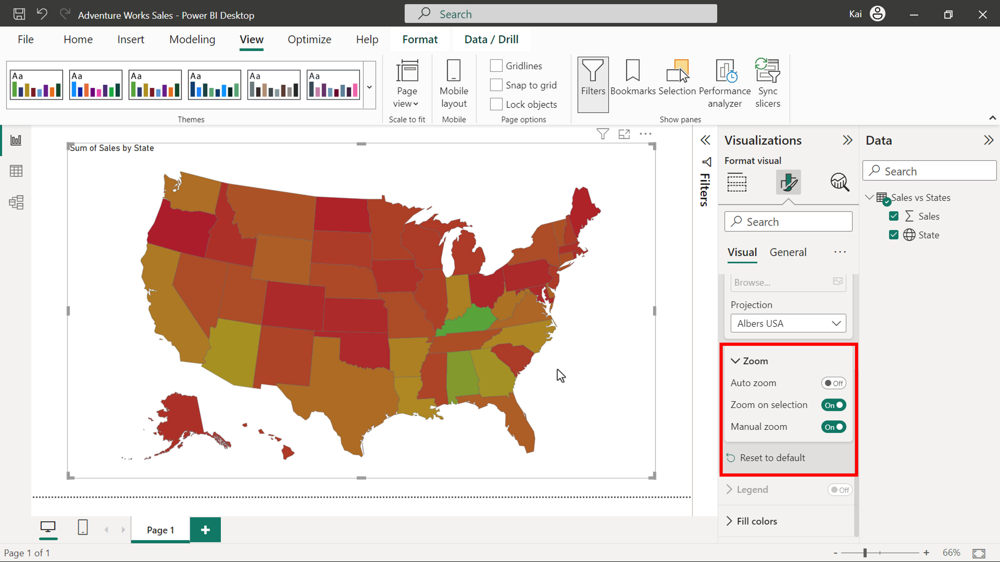 Adventure Works Sales - Power BI Desktop
Search
Kai
File
Home
Insert
Modeling
View
Optimize
Help
Format
Data / Drill
Aa
Aa
Aa
Aa
Aa
Aa
Themes
Page
view
Scale to fit
Mobile
layout
Mobile
Gridlines
Snap to grid
Lock objects
Page options
Filters
Bookmarks
Selection
Performance
analyzer
Sync
slicers
Show panes
Sum of Sales by State
Filters
Visualizations
Format visual
Search
Visual
General
Browse...
Projection
Albers USA
Zoom
Auto zoom
Off
Zoom on selection
On
Manual zoom
On
Reset to default
Legend
Off
Fill colors
Data
Search
Sales vs States
Sales
State
Page 1
Page 1 of 1
66%